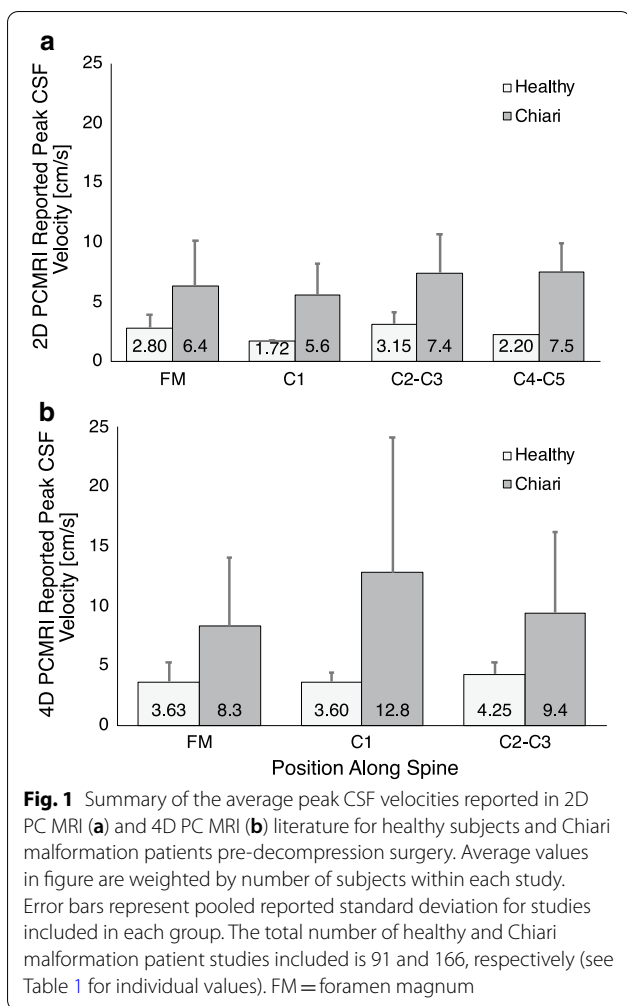 a
2D PCMRI Reported Peak CSF
Velocity [cm/s]
25
20
15
10
5
0
Healthy
Chiari
2.80
6.4
1.72
5.6
3.15
7.4
2.20
7.5
FM
C1
C2-C3
C4-C5
b
4D PCMRI Reported Peak CSF
Velocity [cm/s]
25
20
15
10
5
0
Healthy
Chiari
3.63
8.3
3.60
12.8
4.25
9.4
FM
C1
C2-C3
Position Along Spine
Fig. 1 Summary of the average peak CSF velocities reported in 2D
PC MRI (a) and 4D PC MRI (b) literature for healthy subjects and Chiari
malformation patients pre-decompression surgery. Average values
in figure are weighted by number of subjects within each study.
Error bars represent pooled reported standard deviation for studies
included in each group. The total number of healthy and Chiari
malformation patient studies included is 91 and 166, respectively (see
Table 1 for individual values). FM = foramen magnum